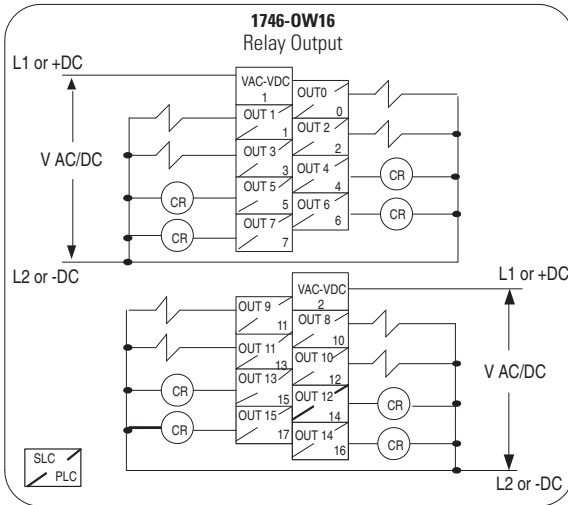 1746-OW16
Relay Output
L1 or +DC
VAC-VDC
1
OUT0
0
OUT 1
1
OUT 2
2
OUT 3
3
OUT 4
4
V AC/DC
CR
OUT 5
5
OUT 6
6
CR
CR
OUT 7
7
CR
L2 or -DC
L1 or +DC
VAC-VDC
2
OUT 9
11
OUT 8
10
OUT 11
13
OUT 10
12
V AC/DC
CR
OUT 13
15
OUT 12
14
CR
CR
OUT 15
17
OUT 14
16
CR
SLC
PLC
L2 or -DC